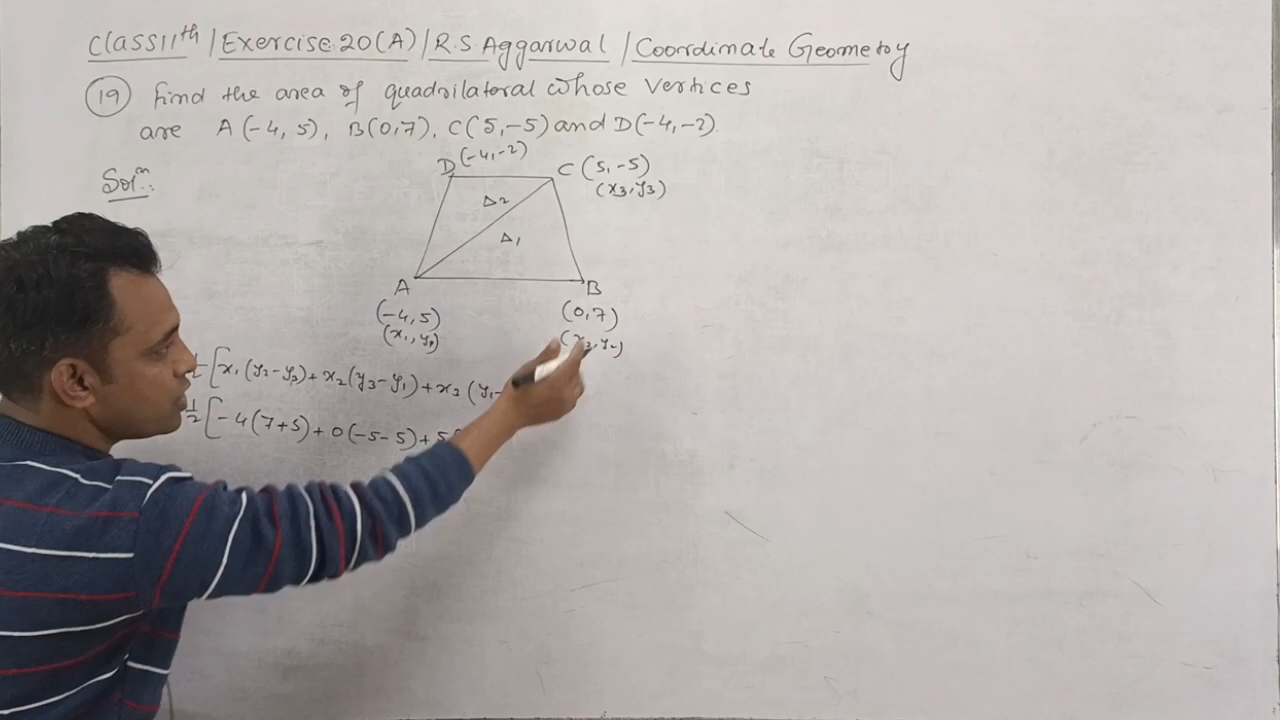 Class 11th / Exercise 20(A) / R.S Aggarwal / Coordinate Geometry
(19) Find the area of quadrilateral whose vertices
are A(-4, 5), B(0,7), C(5,-5) and D(-4,-2).
Solⁿ:
D (-4,-2)
C (5,-5)
(x₃,y₃)
Δ₂
Δ₁
A
B
(-4,5)
(0,7)
(x₁,y₁)
(x₂,y₂)
[x₁(y₂-y₃)+x₂(y₃-y₁)+x₃(y₁-
1/2 [-4(7+5)+0(-5-5)+5(